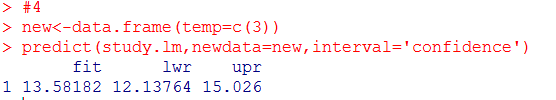 > #4
> new<-data.frame(temp=c(3))
> predict(study.lm,newdata=new,interval='confidence')
       fit      lwr    upr
1 13.58182 12.13764 15.026